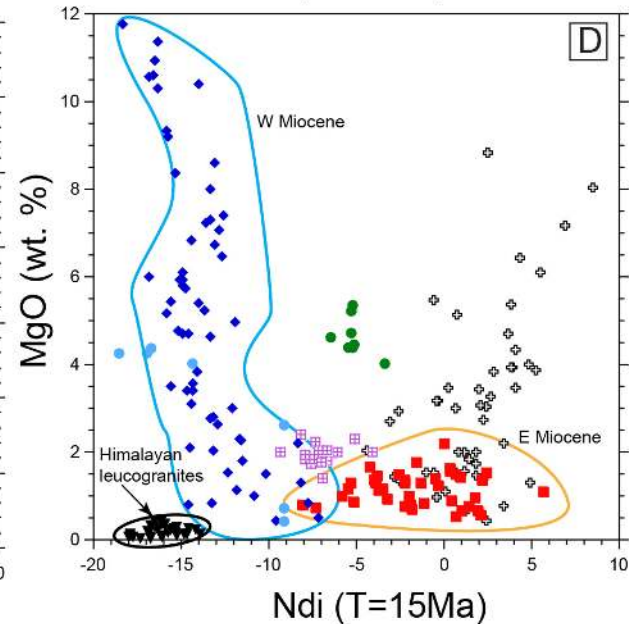 12
D
W Miocene
10
8
MgO (wt. %)
6
4
E Miocene
2
Himalayan
leucogranites
0
0
-20
-15
-10
-5
0
5
10
Ndi (T=15Ma)